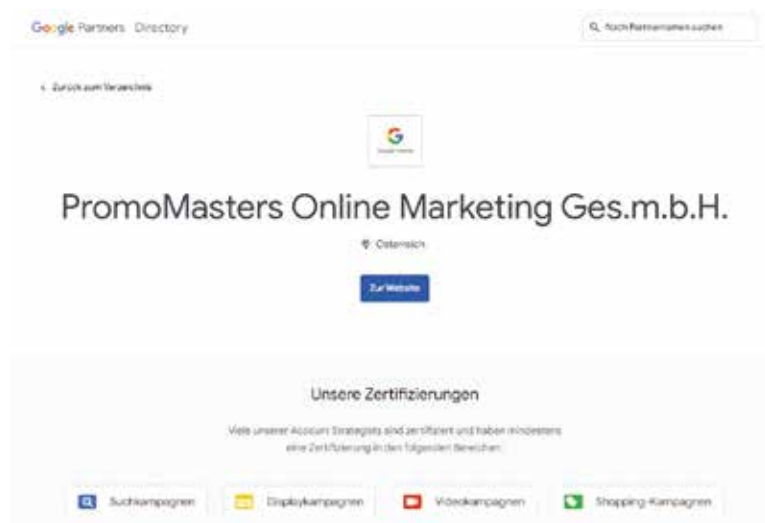 Google Partners Directory
Nach Partnernamen suchen
Zurück zum Verzeichnis
PromoMasters Online Marketing Ges.m.b.H.
Österreich
Zur Website
Unsere Zertifizierungen
Viele unserer Account Strategists sind zertifiziert und haben mindestens
eine Zertifizierung in den folgenden Bereichen:
Suchkampagnen
Displaykampagnen
Videokampagnen
Shopping-Kampagnen